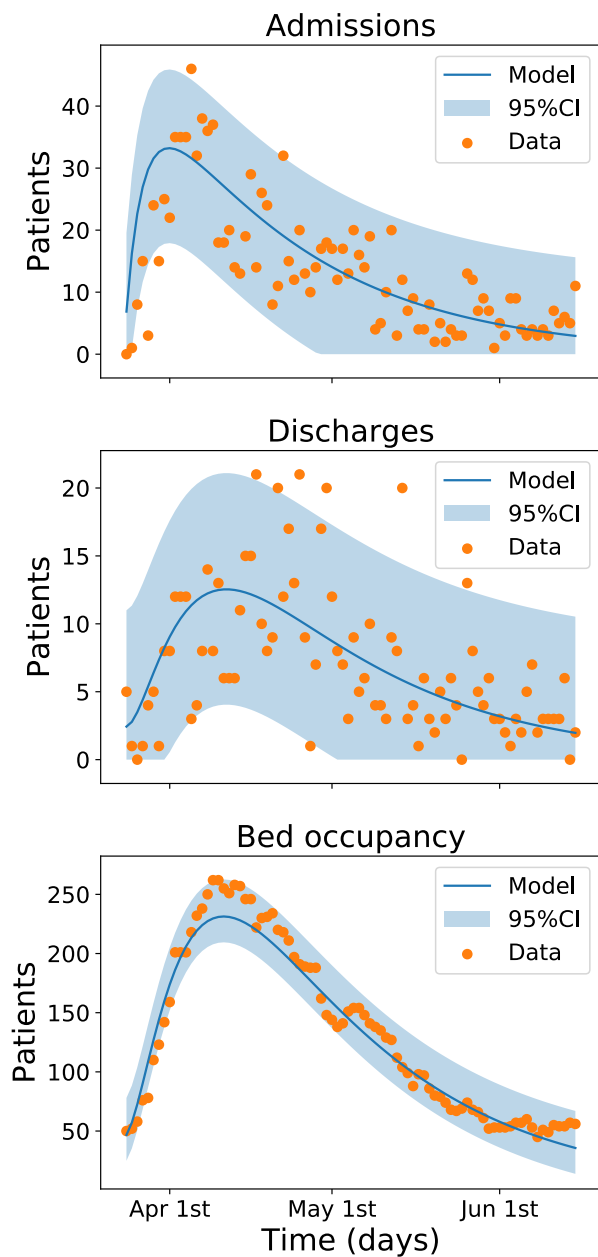 Admissions
Model
95%CI
Data
40
30
20
10
0
Patients
Discharges
Model
95%CI
Data
20
15
10
5
0
Patients
Bed occupancy
Model
95%CI
Data
250
200
150
100
50
Patients
Apr 1st May 1st Jun 1st
Time (days)